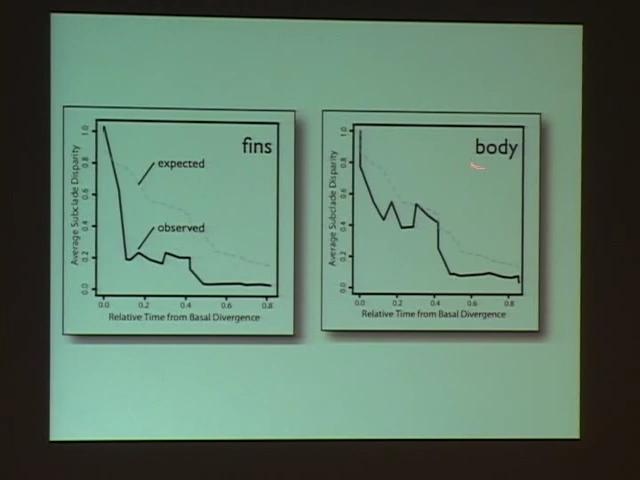 fins
expected
observed
Average Subclade Disparity
1.0
0.8
0.6
0.4
0.2
0.0
0.0 0.2 0.4 0.6 0.8
Relative Time from Basal Divergence
body
Average Subclade Disparity
1.0
0.8
0.6
0.4
0.2
0.0
0.0 0.2 0.4 0.6 0.8
Relative Time from Basal Divergence